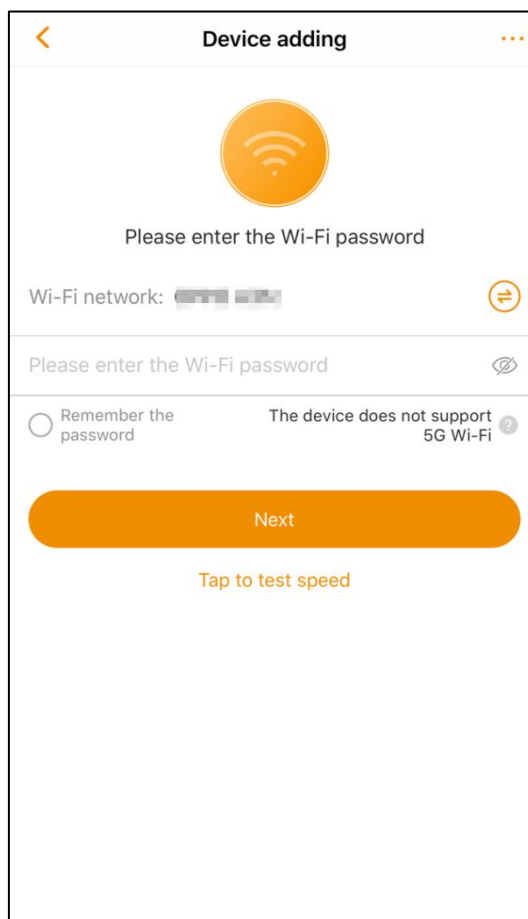 Device adding
Please enter the Wi-Fi password
Wi-Fi network:
Please enter the Wi-Fi password
Remember the
password
The device does not support
5G Wi-Fi
?
Next
Tap to test speed